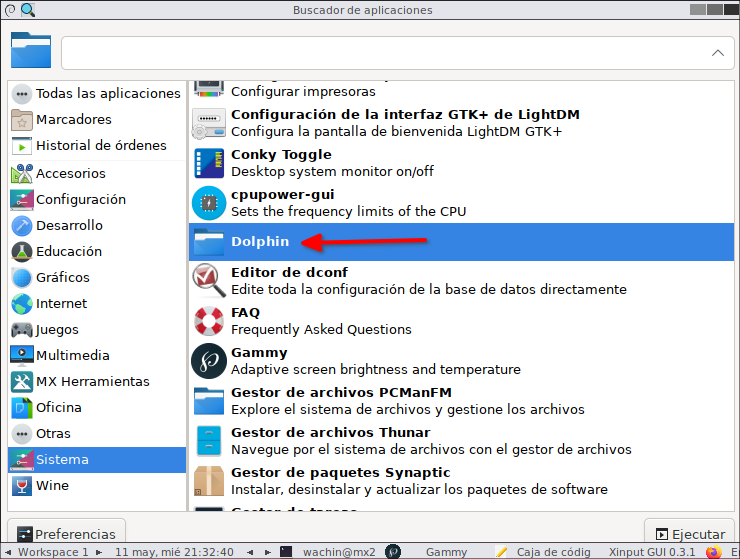 Buscador de aplicaciones
Todas las aplicaciones
Marcadores
Historial de órdenes
Accesorios
Configuración
Desarrollo
Educación
Gráficos
Internet
Juegos
Multimedia
MX Herramientas
Oficina
Otras
Sistema
Wine
Configurar impresoras
Configuración de la interfaz GTK+ de LightDM
Configura la pantalla de bienvenida LightDM GTK+
Conky Toggle
Desktop system monitor on/off
cpupower-gui
Sets the frequency limits of the CPU
Dolphin
Editor de dconf
Edite toda la configuración de la base de datos directamente
FAQ
Frequently Asked Questions
Gammy
Adaptive screen brightness and temperature
Gestor de archivos PCManFM
Explore el sistema de archivos y gestione los archivos
Gestor de archivos Thunar
Navegue por el sistema de archivos con el gestor de archivos
Gestor de paquetes Synaptic
Instalar, desinstalar y actualizar los paquetes de software
Preferencias
Ejecutar
Workspace 1
11 may, mié 21:32:40
wachin@mx2
Gammy
Caja de códig
Xinput GUI 0.3.1
E